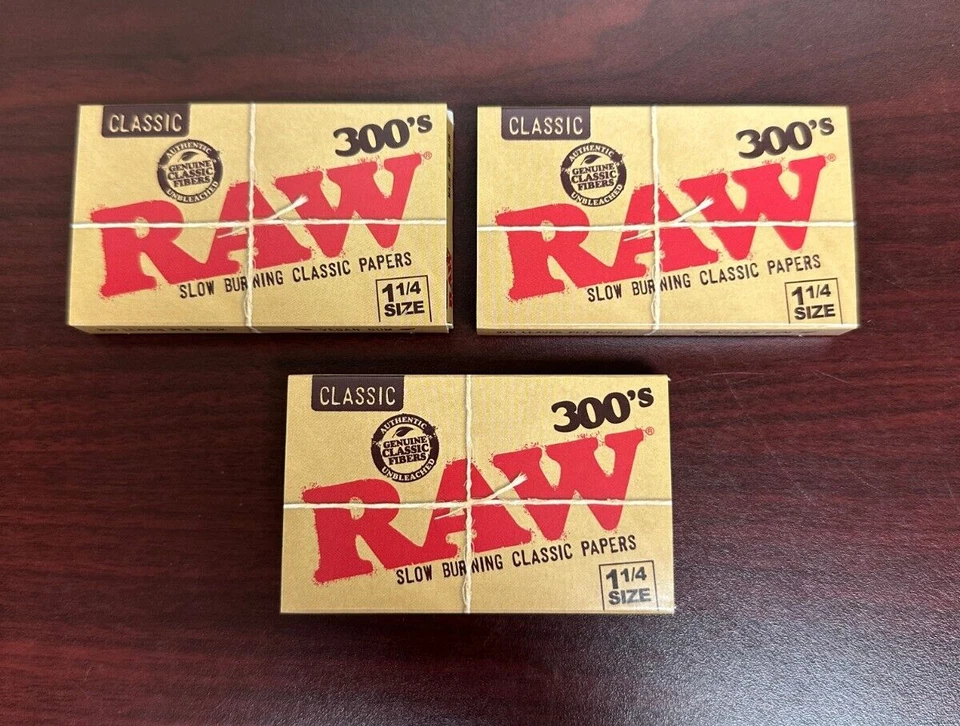 CLASSIC
300's
AUTHENTIC
GENUINE
CLASSIC
FIBERS
UNBLEACHED
RAW®
SLOW BURNING CLASSIC PAPERS
1 1/4
SIZE
VEGAN GUM
CLASSIC
300's
AUTHENTIC
GENUINE
CLASSIC
FIBERS
UNBLEACHED
RAW®
SLOW BURNING CLASSIC PAPERS
1 1/4
SIZE
CLASSIC
300's
AUTHENTIC
GENUINE
CLASSIC
FIBERS
UNBLEACHED
RAW®
SLOW BURNING CLASSIC PAPERS
1 1/4
SIZE